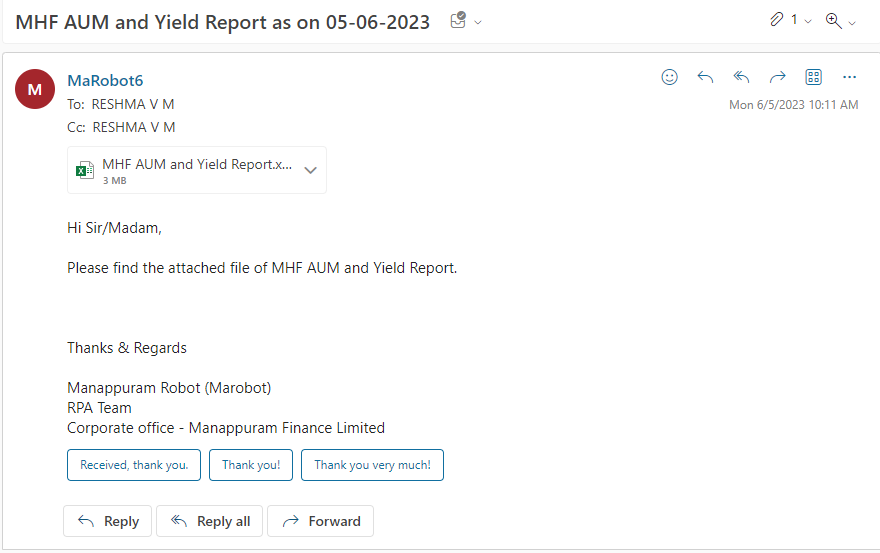 MHF AUM and Yield Report as on 05-06-2023
1
M
MaRobot6
To: RESHMA V M
Mon 6/5/2023 10:11 AM
Cc: RESHMA V M
MHF AUM and Yield Report.x...
3 MB
Hi Sir/Madam,
Please find the attached file of MHF AUM and Yield Report.
Thanks & Regards
Manappuram Robot (Marobot)
RPA Team
Corporate office - Manappuram Finance Limited
Received, thank you.
Thank you!
Thank you very much!
Reply
Reply all
Forward